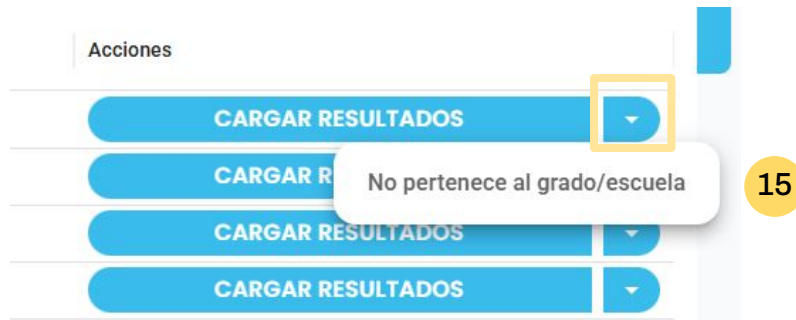 Acciones
CARGAR RESULTADOS
CARGAR R
No pertenece al grado/escuela
15
CARGAR RESULTADOS
CARGAR RESULTADOS